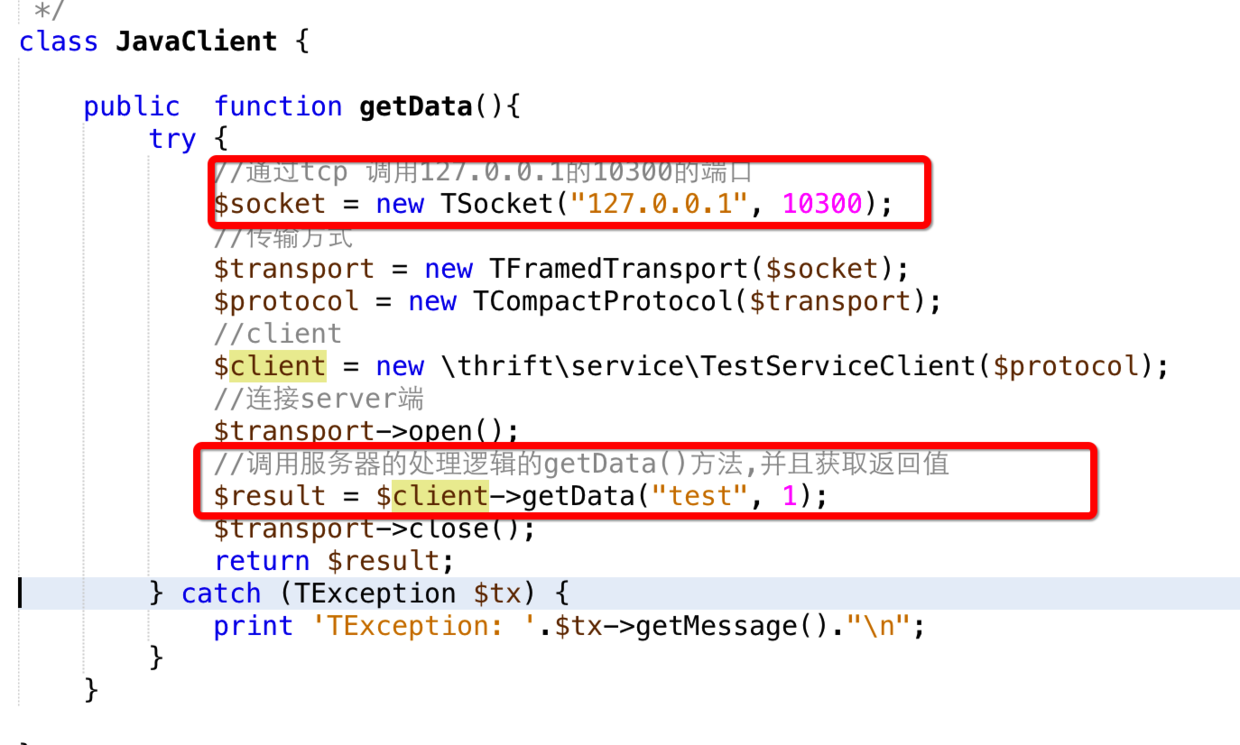 */
class JavaClient {
public  function getData(){
try {
//通过tcp 调用127.0.0.1的10300的端口
$socket = new TSocket("127.0.0.1", 10300);
//传输方式
$transport = new TFramedTransport($socket);
$protocol = new TCompactProtocol($transport);
//client
$client = new \thrift\service\TestServiceClient($protocol);
//连接server端
$transport->open();
//调用服务器的处理逻辑的getData()方法,并且获取返回值
$result = $client->getData("test", 1);
$transport->close();
return $result;
} catch (TException $tx) {
print 'TException: '.$tx->getMessage()."\n";
}
}